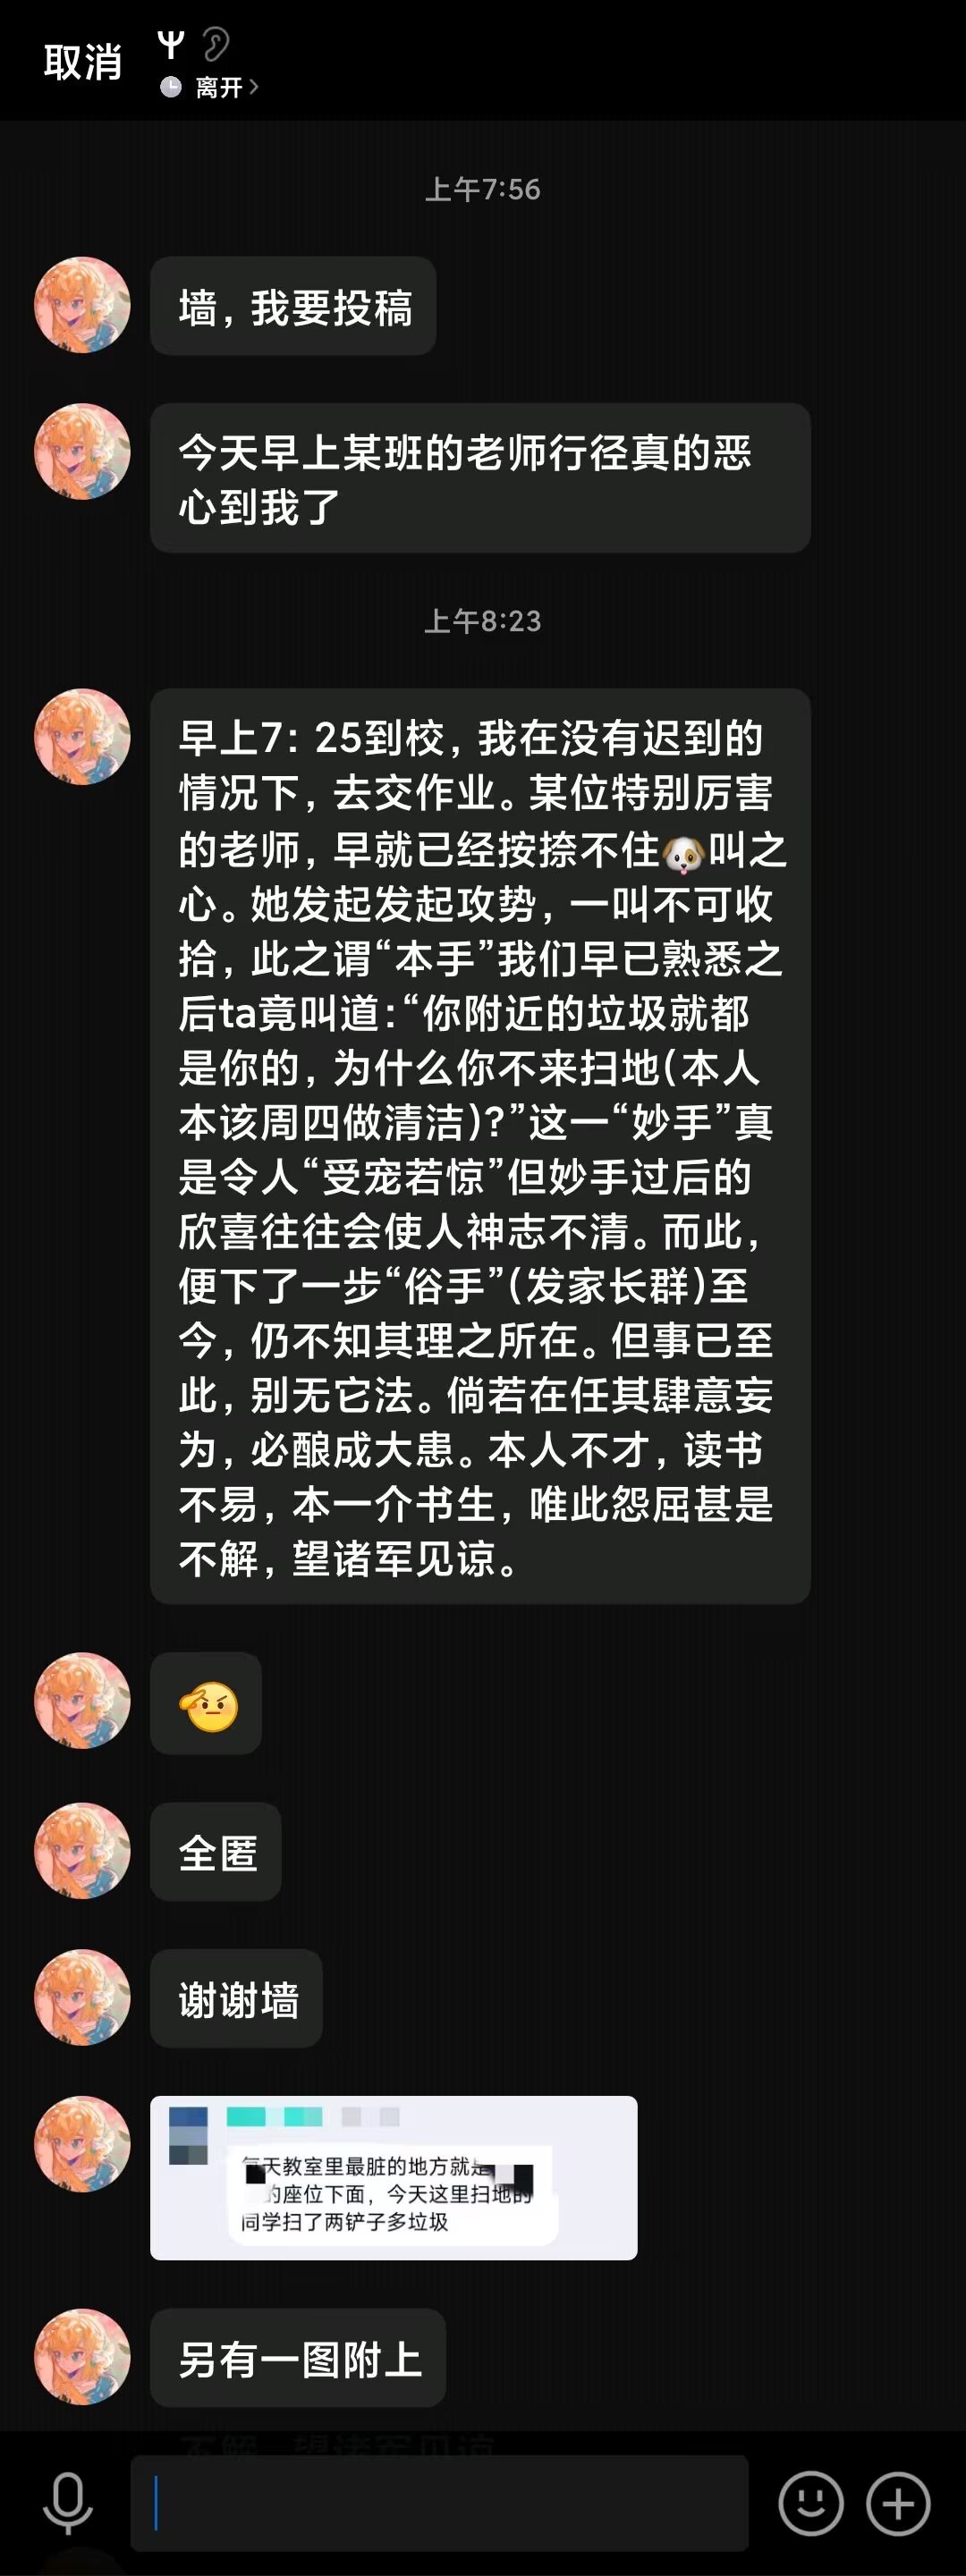 取消
Ψ
离开
上午7:56
墙，我要投稿
今天早上某班的老师行径真的恶
心到我了
上午8:23
早上7：25到校，我在没有迟到的
情况下，去交作业。某位特别厉害
的老师，早就已经按捺不住🐶叫之
心。她发起发起攻势，一叫不可收
拾，此之谓“本手”我们早已熟悉之
后ta竟叫道:“你附近的垃圾就都
是你的，为什么你不来扫地(本人
本该周四做清洁)?”这一“妙手”真
是令人“受宠若惊”但妙手过后的
欣喜往往会使人神志不清。而此，
便下了一步“俗手”(发家长群)至
今，仍不知其理之所在。但事已至
此，别无它法。倘若在任其肆意妄
为，必酿成大患。本人不才，读书
不易，本一介书生，唯此怨屈甚是
不解，望诸军见谅。
全匿
谢谢墙
每天教室里最脏的地方就是
的座位下面，今天这里扫地的
同学扫了两铲子多垃圾
另有一图附上
不解，望诸军见谅